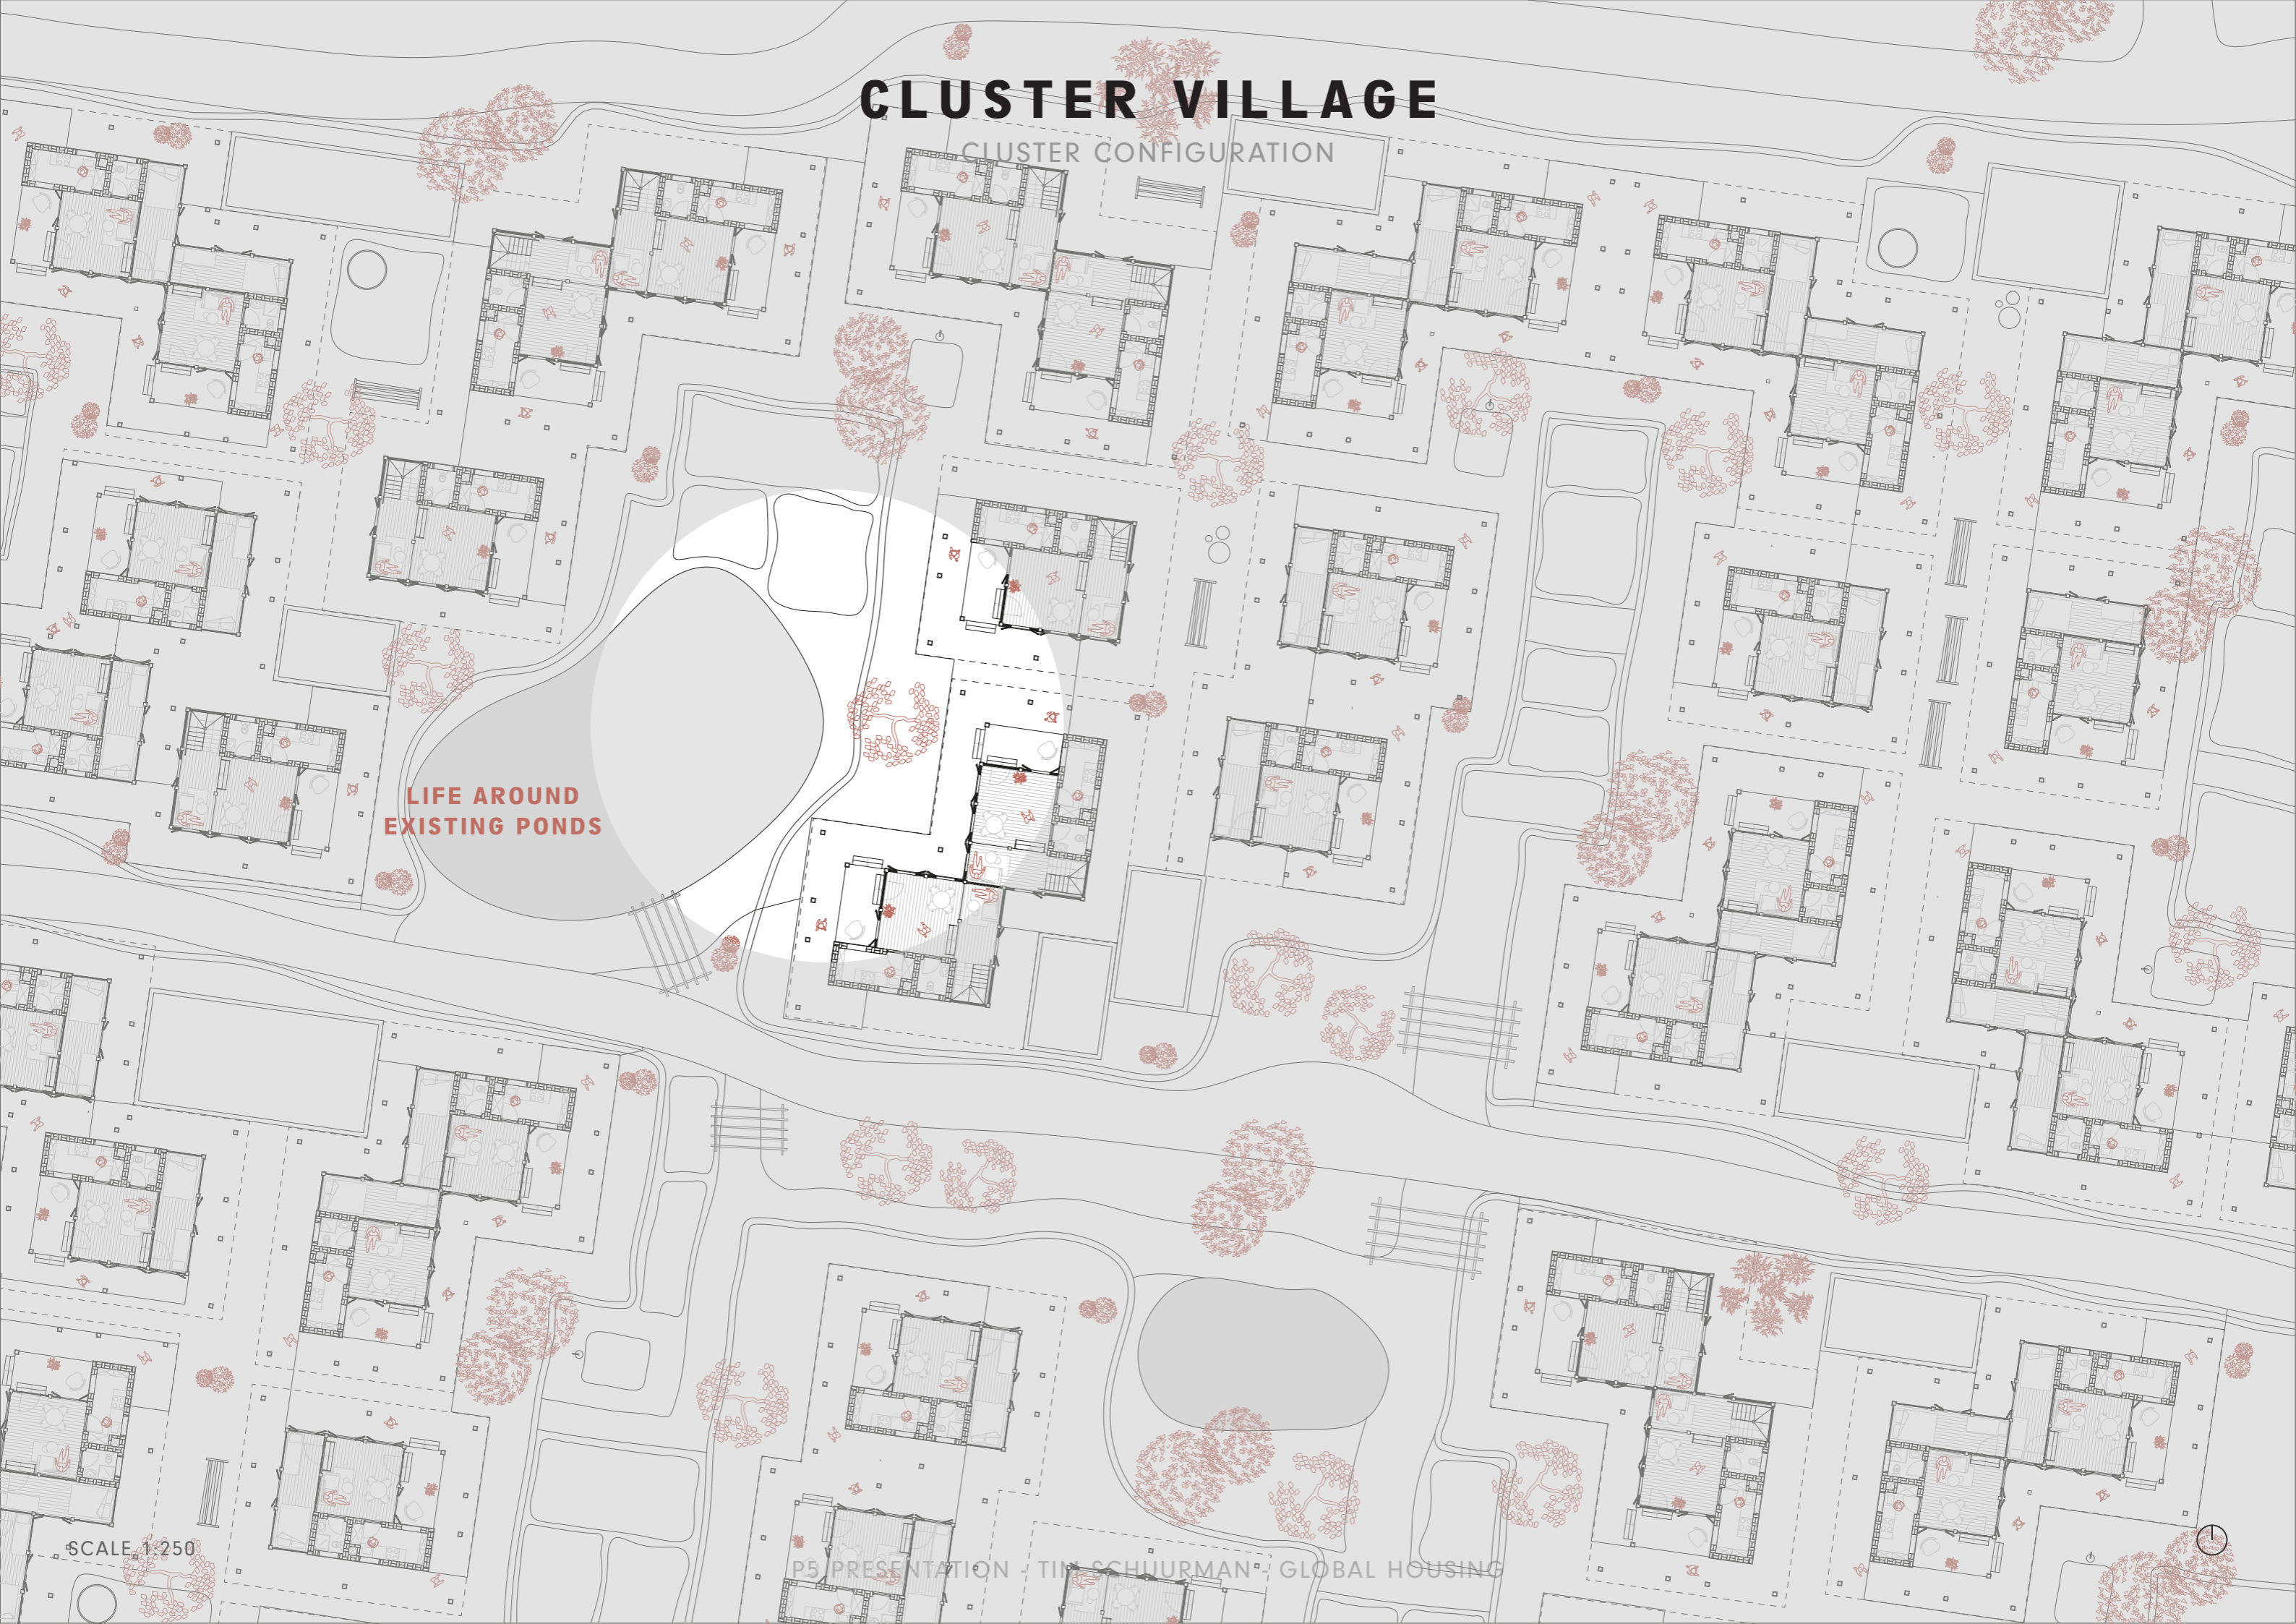 CLUSTER VILLAGE
CLUSTER CONFIGURATION
LIFE AROUND
EXISTING PONDS
SCALE 1:250
P5 PRESENTATION - TIM SCHUURMAN - GLOBAL HOUSING